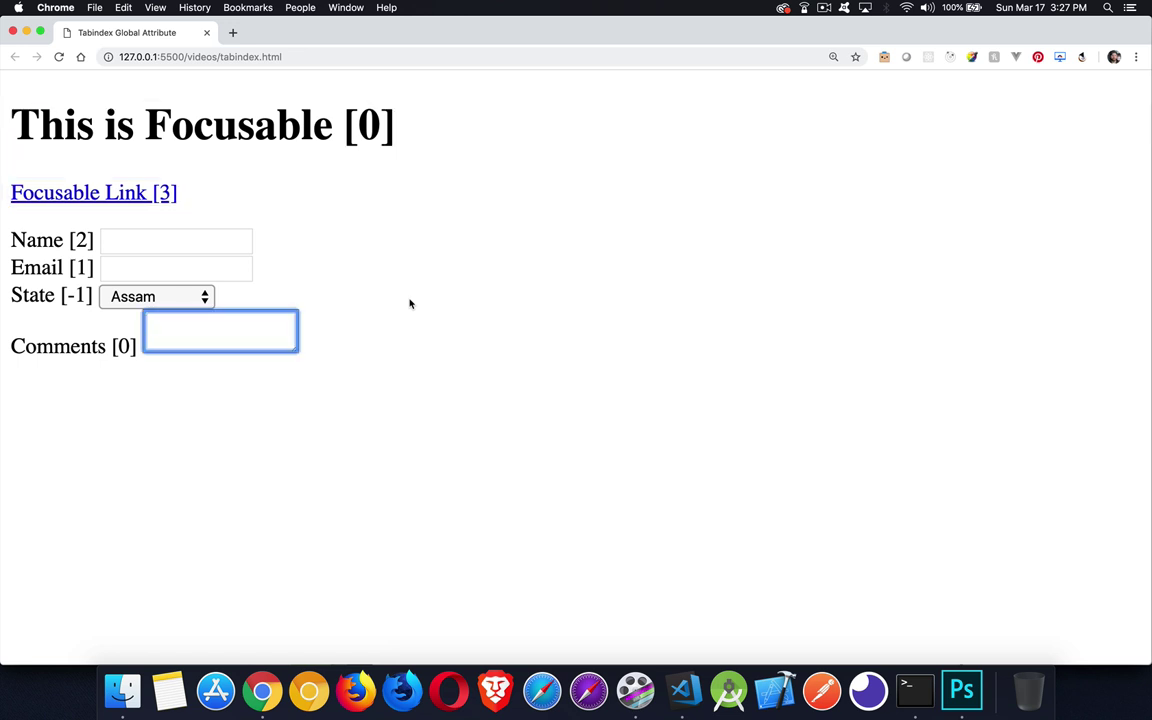 Chrome File Edit View History Bookmarks People Window Help 100% Sun Mar 17 3:27 PM
Tabindex Global Attribute
127.0.0.1:5500/videos/tabindex.html
This is Focusable [0]
Focusable Link [3]
Name [2]
Email [1]
State [-1] Assam
Comments [0]
>_ Ps